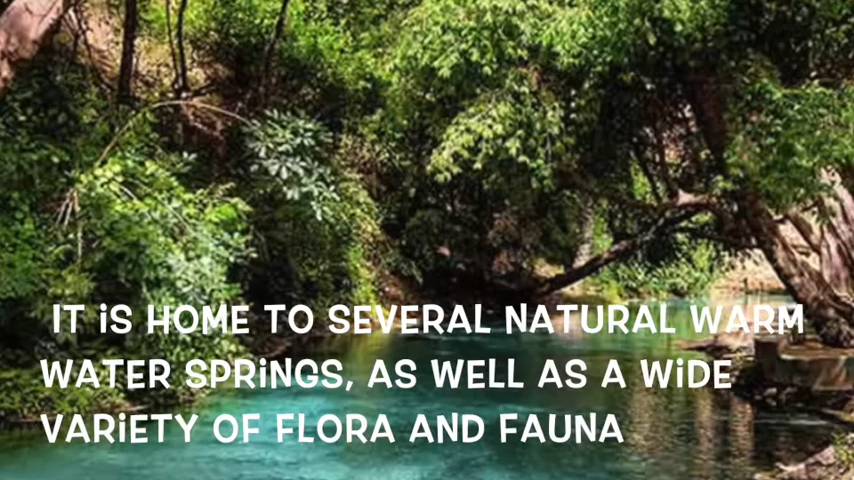 IT iS HOME TO SEVERAL NATURAL WARM
WATER SPRiNGS, AS WELL AS A WiDE
VARiETY OF FLORA AND FAUNA